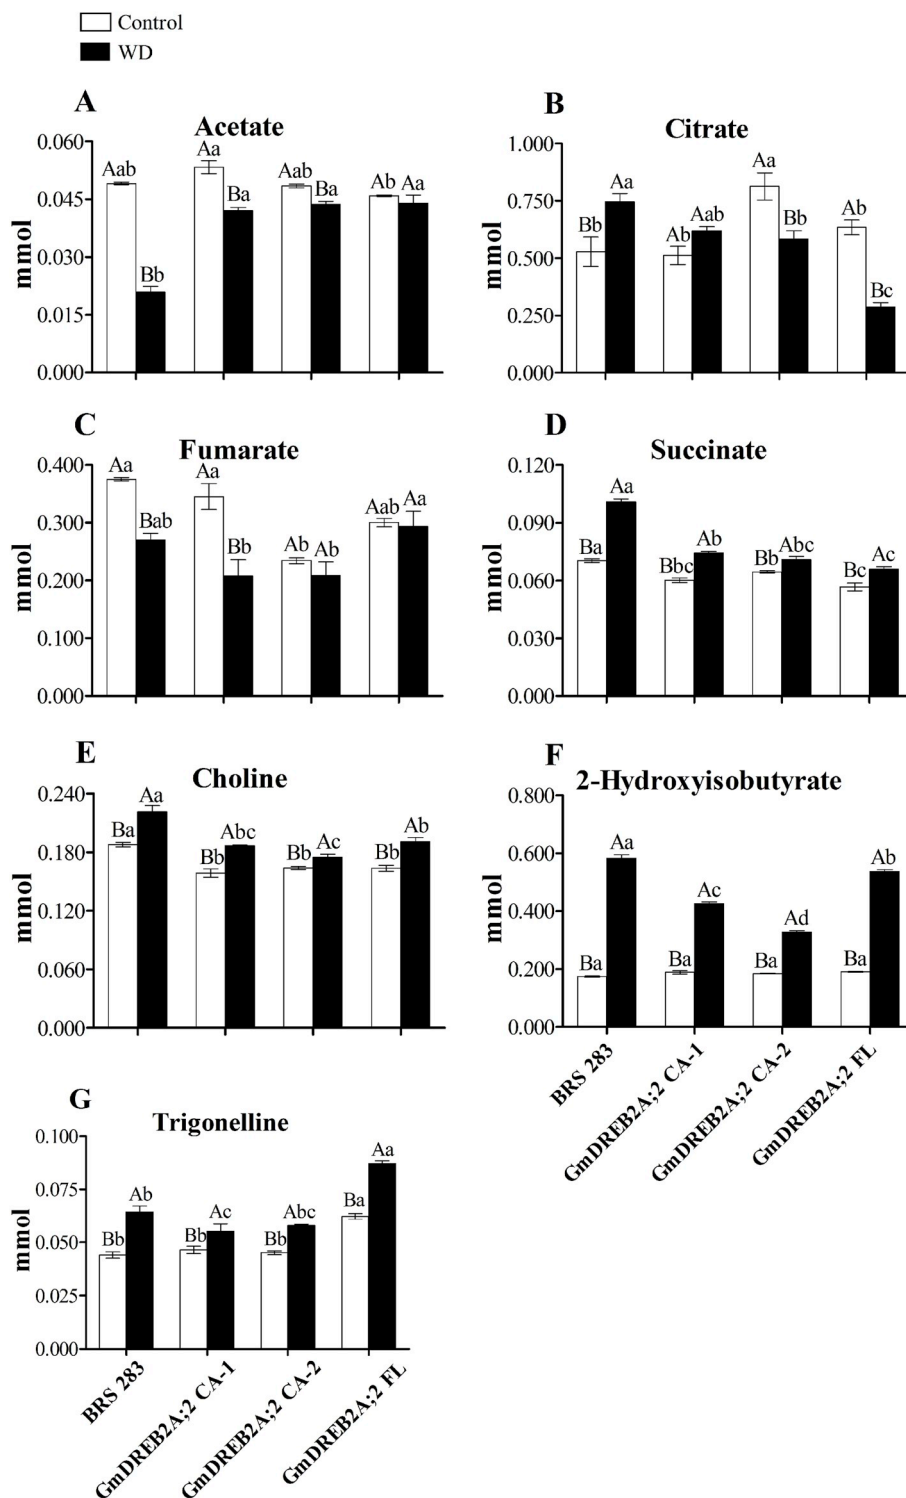 Control
WD
A
Acetate
mmol
0.060
0.045
0.030
0.015
0.000
Aab
Bb
Aa
Ba
Aab
Ba
Ab
Aa
B
Citrate
mmol
1.000
0.750
0.500
0.250
0.000
Bb
Aa
Ab
Aab
Aa
Bb
Ab
Bc
C
Fumarate
mmol
0.400
0.300
0.200
0.100
0.000
Aa
Bab
Aa
Bb
Ab
Ab
Aab
Aa
D
Succinate
mmol
0.120
0.090
0.060
0.030
0.000
Ba
Aa
Bbc
Ab
Bb
Abc
Bc
Ac
E
Choline
mmol
0.240
0.180
0.120
0.060
0.000
Ba
Aa
Bb
Abc
Bb
Ac
Bb
Ab
F
2-Hydroxyisobutyrate
mmol
0.800
0.600
0.400
0.200
0.000
Ba
Aa
Ba
Ac
Ba
Ad
Ba
Ab
BRS 283
GmDREB2A;2 CA-1
GmDREB2A;2 CA-2
GmDREB2A;2 FL
G
Trigonelline
mmol
0.100
0.075
0.050
0.025
0.000
Bb
Ab
Bb
Ac
Bb
Abc
Ba
Aa
BRS 283
GmDREB2A;2 CA-1
GmDREB2A;2 CA-2
GmDREB2A;2 FL